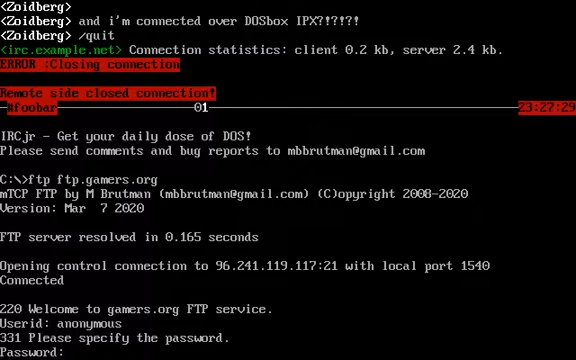 <Zoidberg>
<Zoidberg> and i'm connected over DOSbox IPX?!?!?!
<Zoidberg> /quit
<irc.example.net> Connection statistics: client 0.2 kb, server 2.4 kb.
ERROR :Closing connection
Remote side closed connection!
#foobar 01 23:27:29
IRCjr - Get your daily dose of DOS!
Please send comments and bug reports to mbbrutman@gmail.com
C:\>ftp ftp.gamers.org
mTCP FTP by M Brutman (mbbrutman@gmail.com) (C)opyright 2008-2020
Version: Mar  7 2020
FTP server resolved in 0.165 seconds
Opening control connection to 96.241.119.117:21 with local port 1540
Connected
220 Welcome to gamers.org FTP service.
Userid: anonymous
331 Please specify the password.
Password: